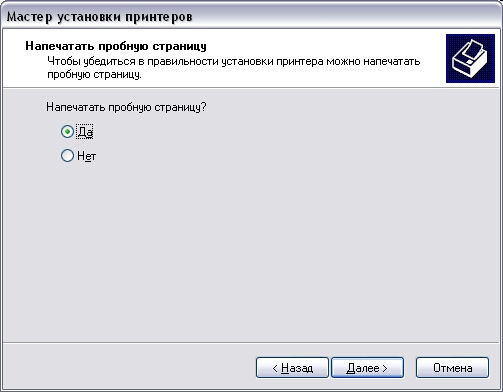 Мастер установки принтеров
Напечатать пробную страницу
Чтобы убедиться в правильности установки принтера можно напечатать
пробную страницу.
Напечатать пробную страницу?
Да
Нет
< Назад
Далее >
Отмена